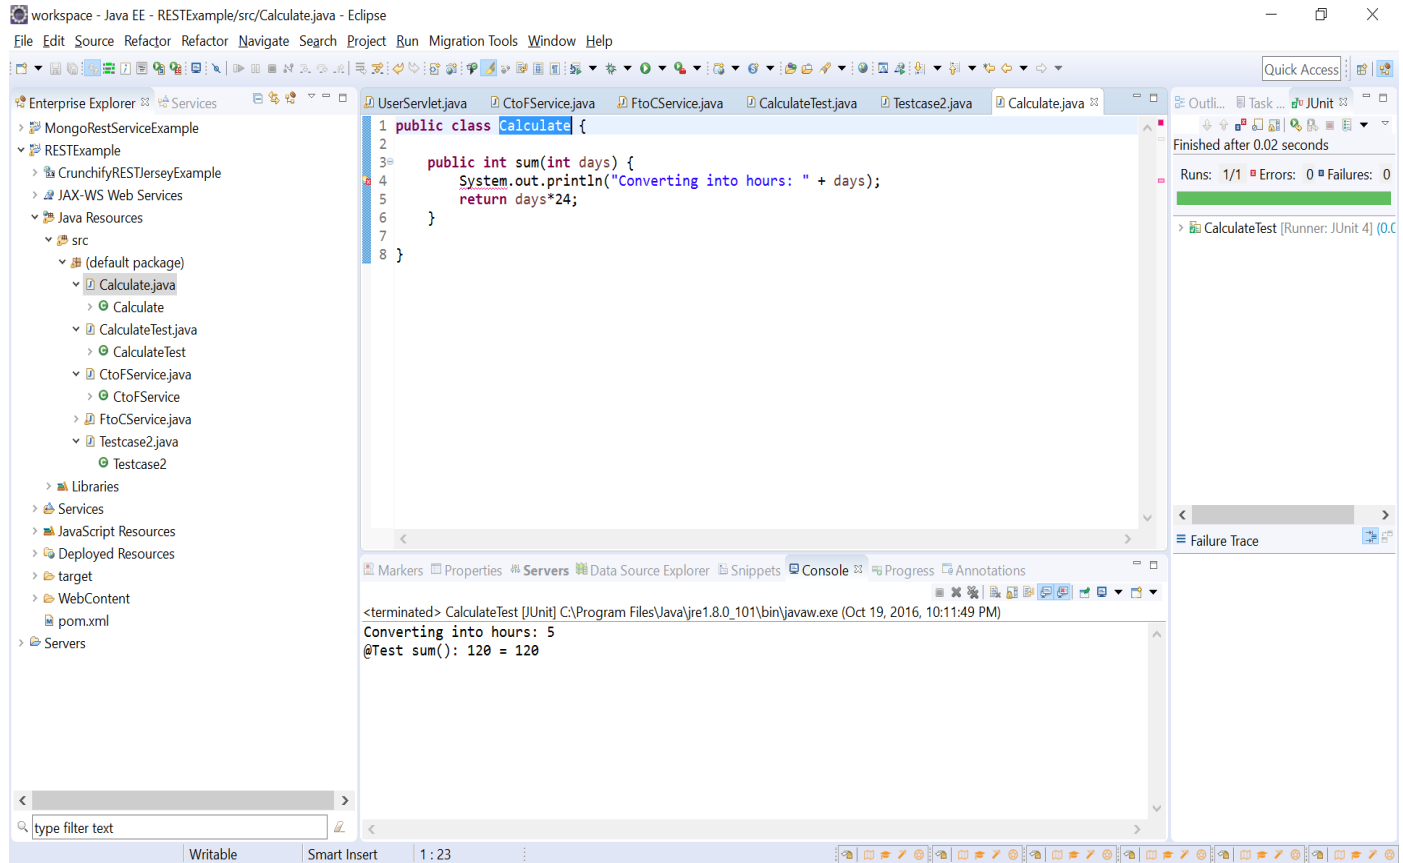 workspace - Java EE - RESTExample/src/Calculate.java - Eclipse
File Edit Source Refactor Refactor Navigate Search Project Run Migration Tools Window Help
Quick Access
Enterprise Explorer Services
MongoRestServiceExample
RESTExample
CrunchifyRESTJerseyExample
JAX-WS Web Services
Java Resources
src
(default package)
Calculate.java
Calculate
CalculateTest.java
CalculateTest
CtoFService.java
CtoFService
FtoCService.java
Testcase2.java
Testcase2
Libraries
Services
JavaScript Resources
Deployed Resources
target
WebContent
pom.xml
Servers
type filter text
UserServlet.java CtoFService.java FtoCService.java CalculateTest.java Testcase2.java Calculate.java
1 public class Calculate {
2
3 public int sum(int days) {
4 System.out.println("Converting into hours: " + days);
5 return days*24;
6 }
7
8 }
Markers Properties Servers Data Source Explorer Snippets Console Progress Annotations
<terminated> CalculateTest [JUnit] C:\Program Files\Java\jre1.8.0_101\bin\javaw.exe (Oct 19, 2016, 10:11:49 PM)
Converting into hours: 5
@Test sum(): 120 = 120
Outli... Task ... JUnit
Finished after 0.02 seconds
Runs: 1/1 Errors: 0 Failures: 0
CalculateTest [Runner: JUnit 4] (0.0
Failure Trace
Writable Smart Insert 1 : 23